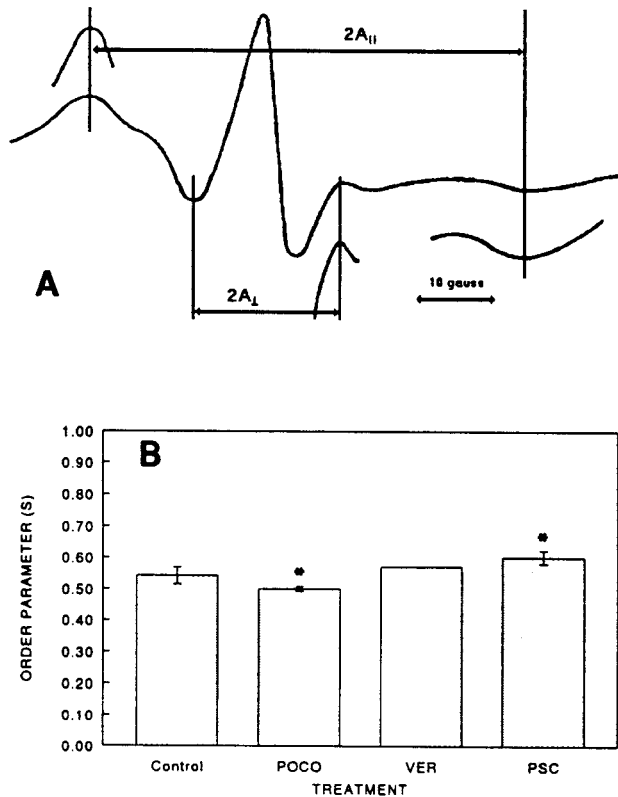 2A||
A
2A⊥
10 gauss
B
ORDER PARAMETER (S)
1.00
0.90
0.80
0.70
0.60
0.50
0.40
0.30
0.20
0.10
0.00
*
*
Control POCO VER PSC
TREATMENT